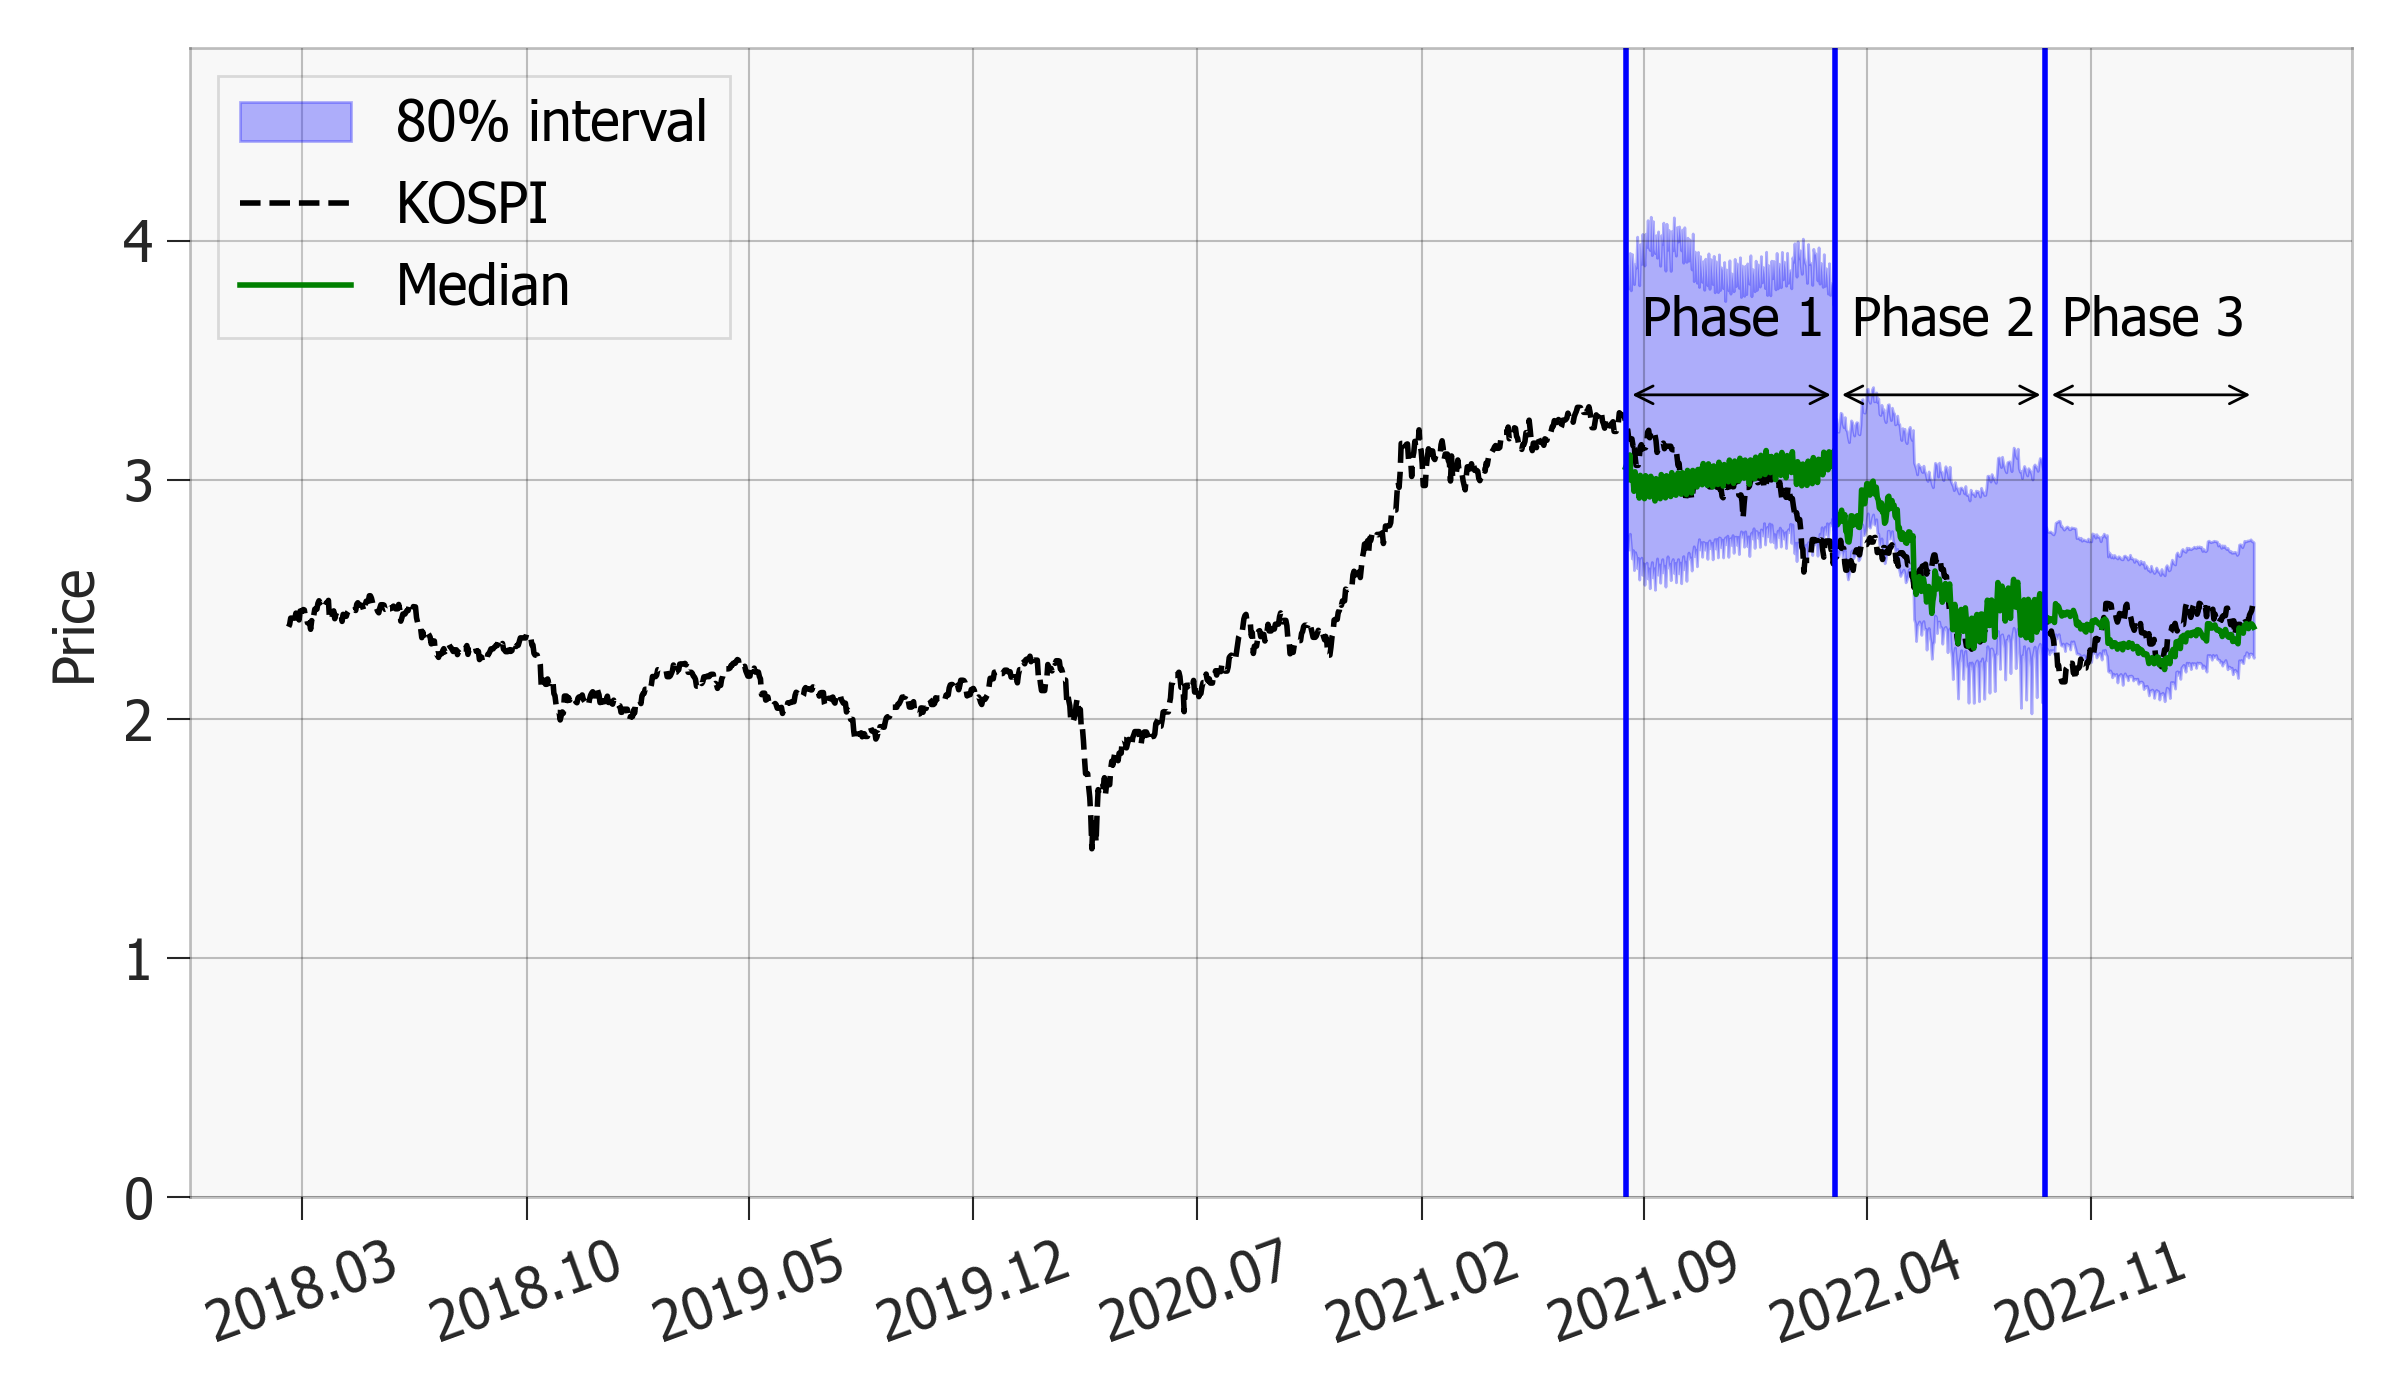 80% interval
KOSPI
Median
Phase 1
Phase 2
Phase 3
Price
4
3
2
1
0
2018.03
2018.10
2019.05
2019.12
2020.07
2021.02
2021.09
2022.04
2022.11